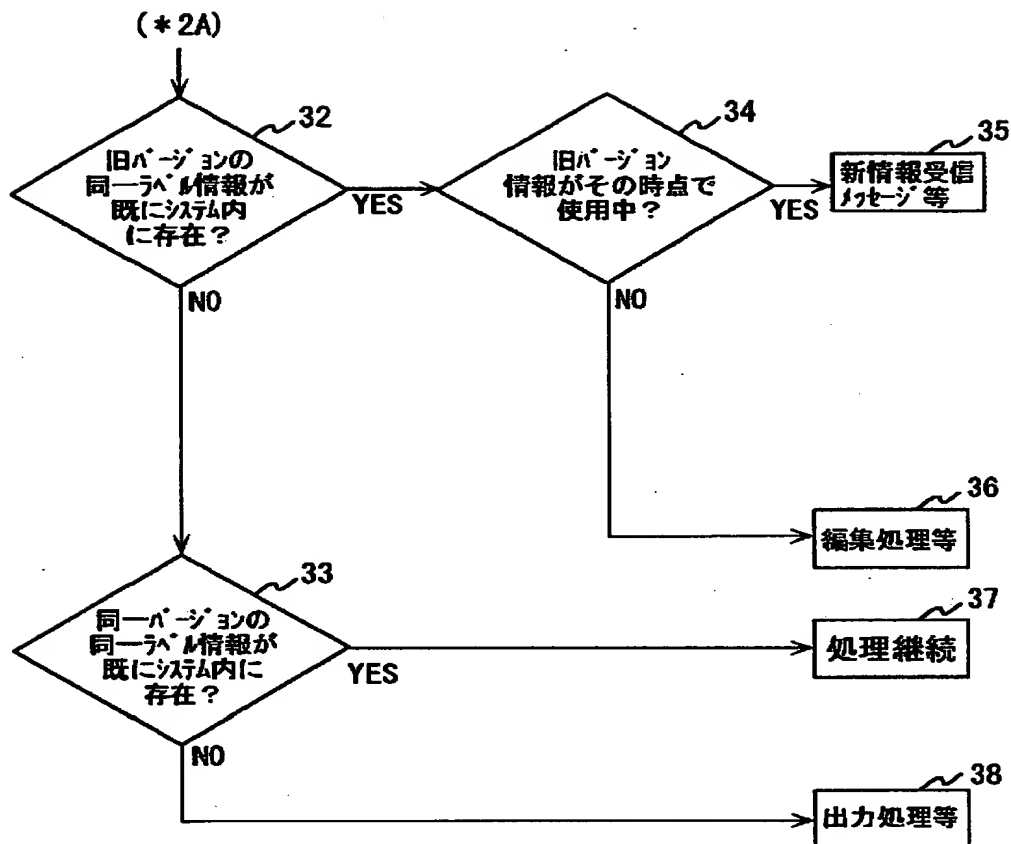 (*2A)
32
旧バージョンの
同一ラベル情報が
既にシステム内
に存在?
YES
NO
34
旧バージョン
情報がその時点で
使用中?
YES
NO
35
新情報受信
メッセージ等
36
編集処理等
33
同一バージョンの
同一ラベル情報が
既にシステム内に
存在?
YES
NO
37
処理継続
38
出力処理等